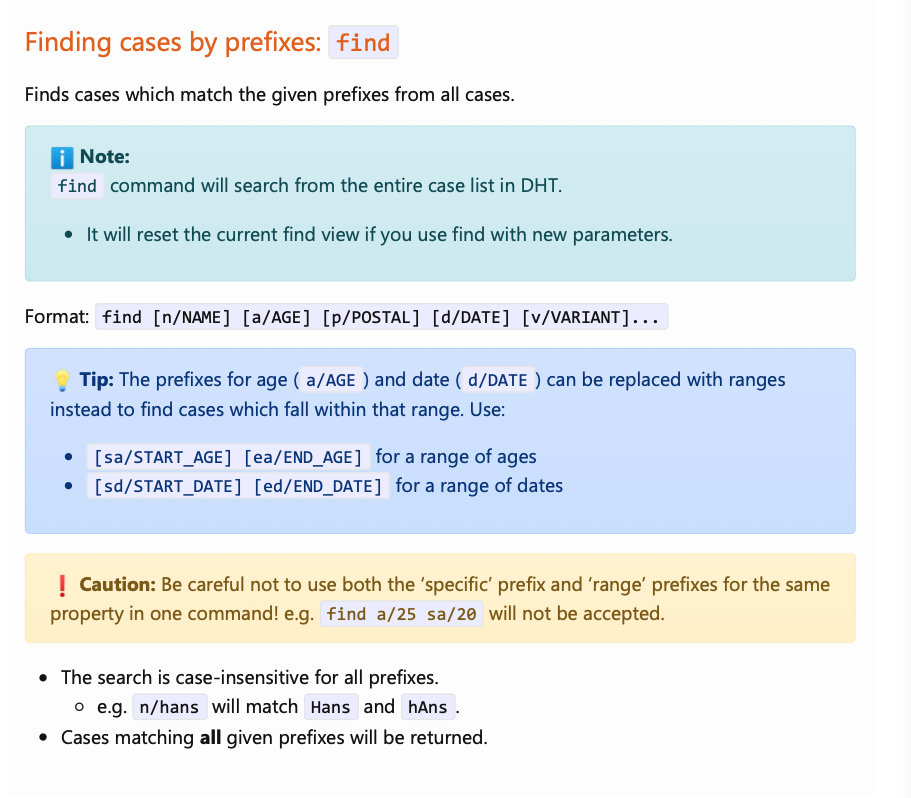 Finding cases by prefixes: find
Finds cases which match the given prefixes from all cases.
Note:
find command will search from the entire case list in DHT.
It will reset the current find view if you use find with new parameters.
Format: find [n/NAME] [a/AGE] [p/POSTAL] [d/DATE] [v/VARIANT]...
Tip: The prefixes for age ( a/AGE ) and date ( d/DATE ) can be replaced with ranges
instead to find cases which fall within that range. Use:
[sa/START_AGE] [ea/END_AGE] for a range of ages
[sd/START_DATE] [ed/END_DATE] for a range of dates
Caution: Be careful not to use both the ‘specific’ prefix and ‘range’ prefixes for the same
property in one command! e.g. find a/25 sa/20 will not be accepted.
The search is case-insensitive for all prefixes.
e.g. n/hans will match Hans and hAns.
Cases matching all given prefixes will be returned.